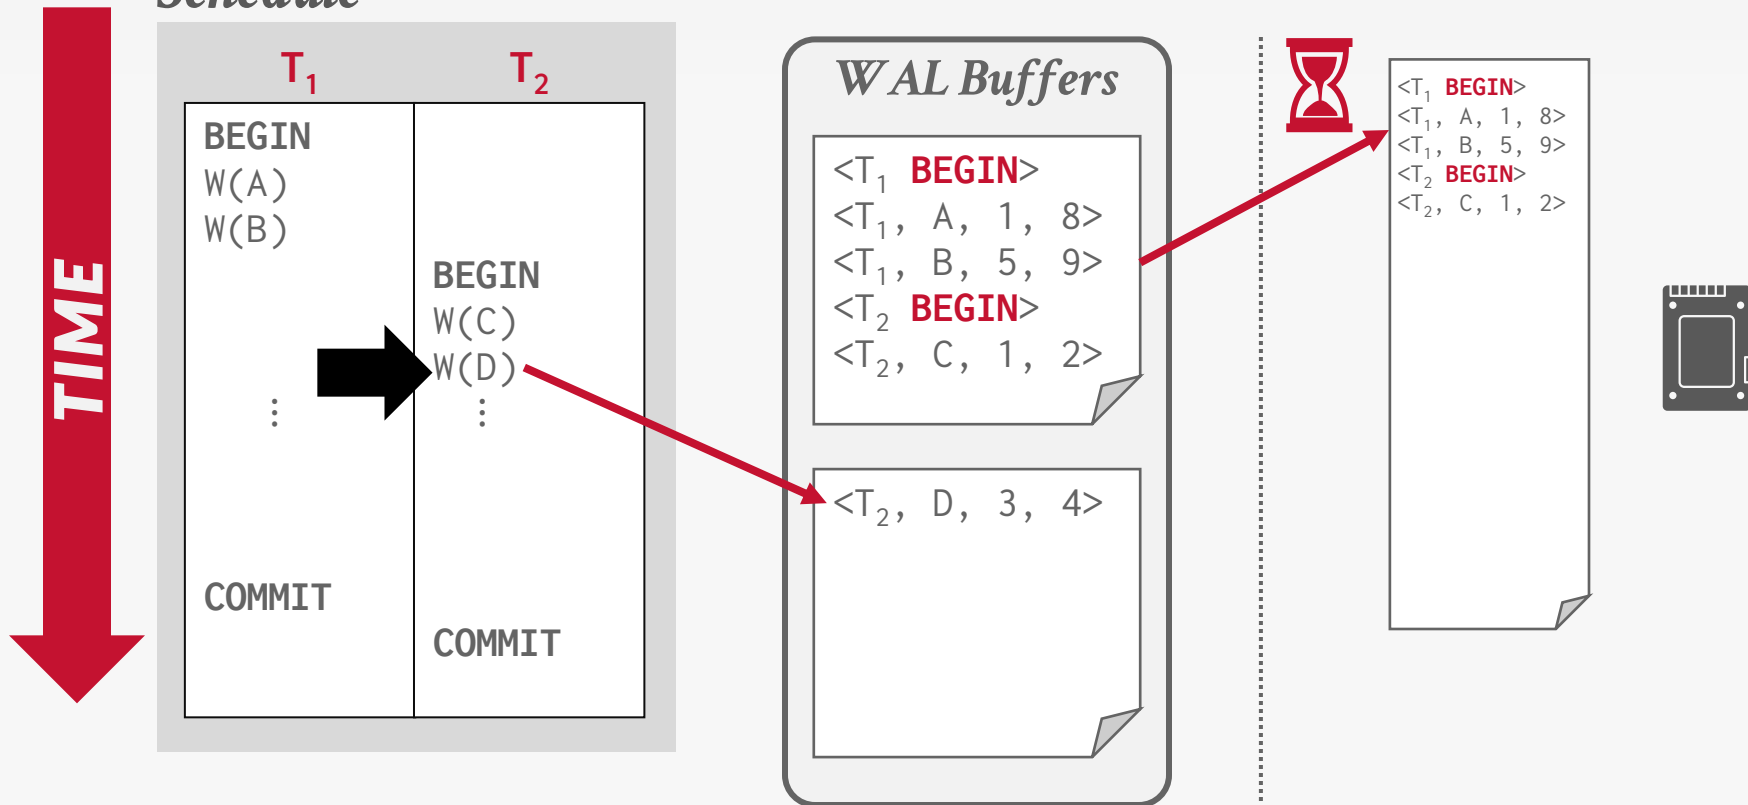 Schedule
TIME
T₁ T₂
BEGIN
W(A)
W(B)
⋮
COMMIT
BEGIN
W(C)
W(D)
⋮
COMMIT
WAL Buffers
<T₁ BEGIN>
<T₁, A, 1, 8>
<T₁, B, 5, 9>
<T₂ BEGIN>
<T₂, C, 1, 2>
<T₂, D, 3, 4>
<T₁ BEGIN>
<T₁, A, 1, 8>
<T₁, B, 5, 9>
<T₂ BEGIN>
<T₂, C, 1, 2>